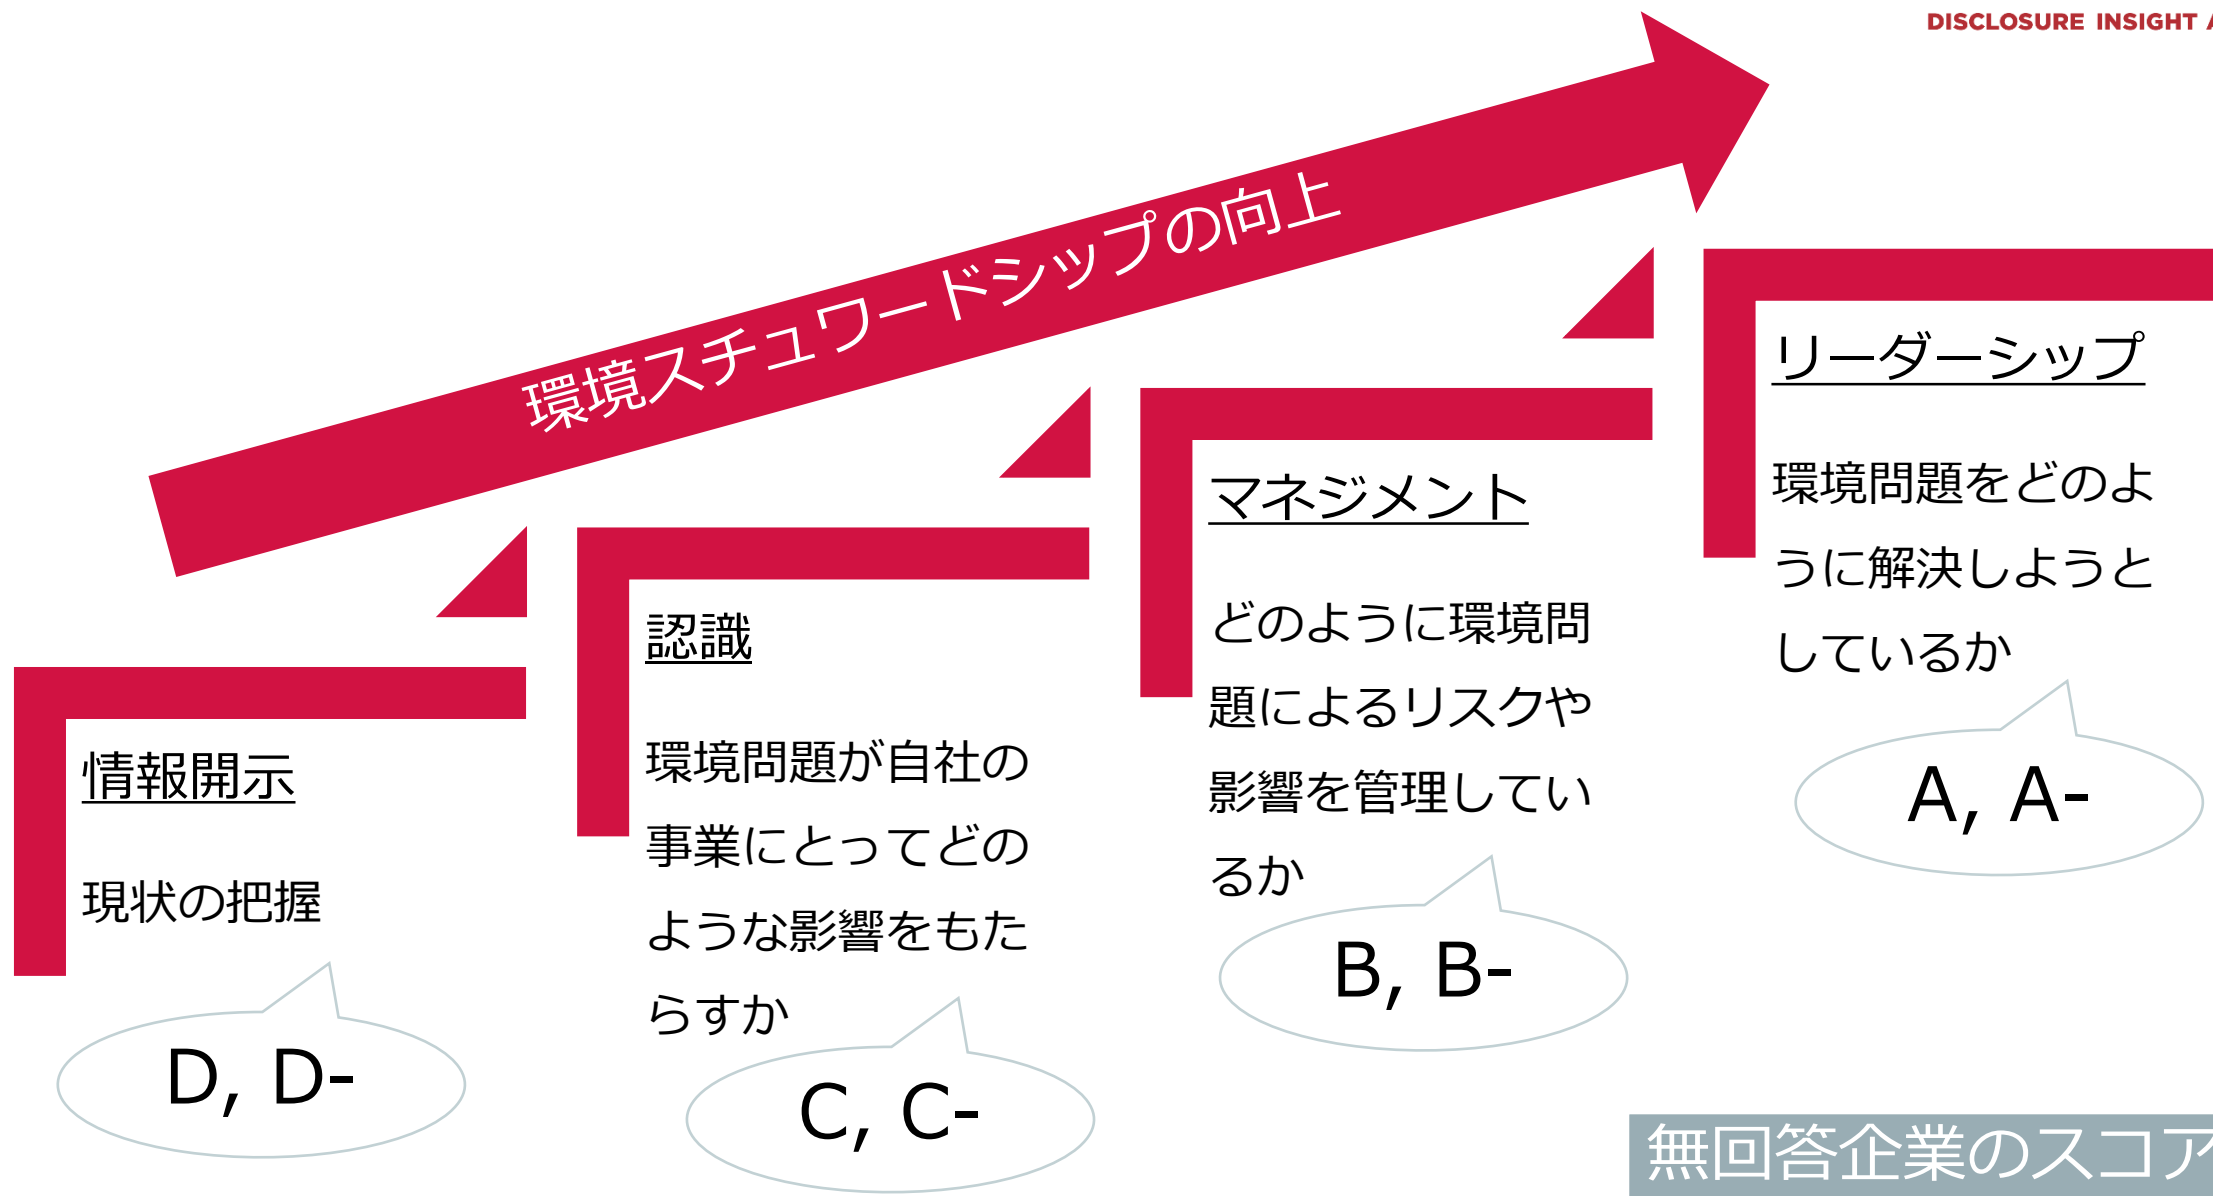 DISCLOSURE INSIGHT
環境スチュワードシップの向上
情報開示
現状の把握
D, D-
認識
環境問題が自社の
事業にとってどの
ような影響をもた
らすか
C, C-
マネジメント
どのように環境問
題によるリスクや
影響を管理してい
るか
B, B-
リーダーシップ
環境問題をどのよ
うに解決しようと
しているか
A, A-
無回答企業のスコア